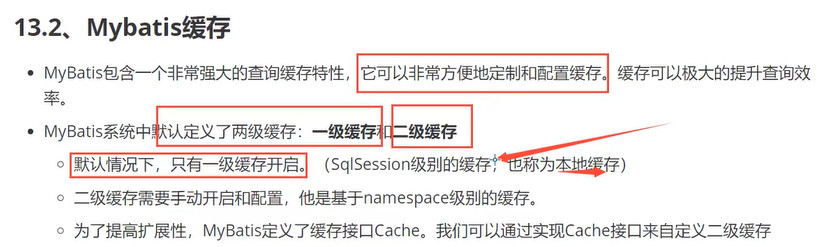 13.2、Mybatis缓存
MyBatis包含一个非常强大的查询缓存特性，它可以非常方便地定制和配置缓存。缓存可以极大的提升查询效
率。
MyBatis系统中默认定义了两级缓存：一级缓存和二级缓存
默认情况下，只有一级缓存开启。（SqlSession级别的缓存，也称为本地缓存）
二级缓存需要手动开启和配置，他是基于namespace级别的缓存。
为了提高扩展性，MyBatis定义了缓存接口Cache。我们可以通过实现Cache接口来自定义二级缓存